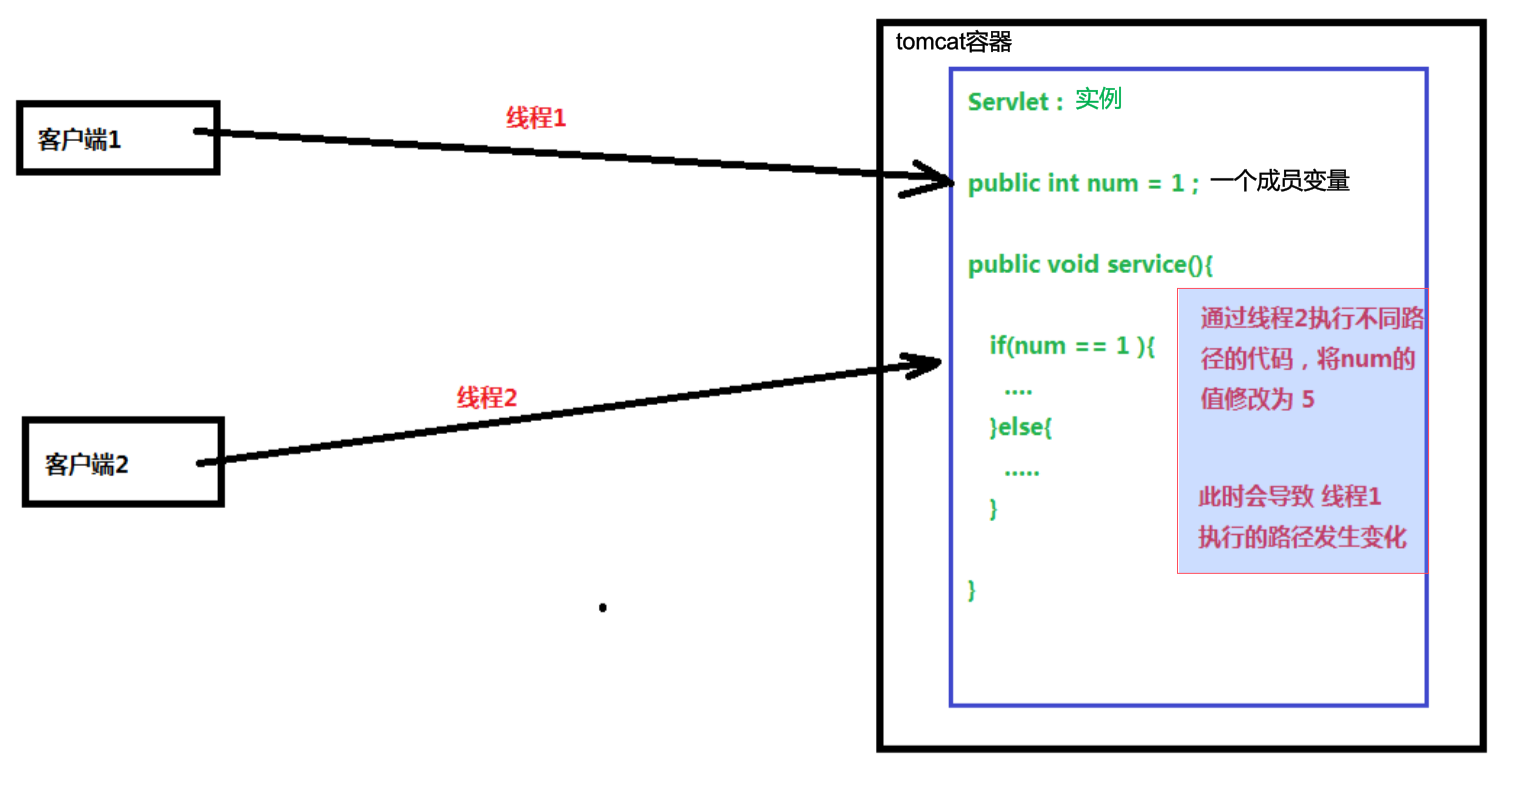 tomcat容器
Servlet : 实例
客户端1
线程1
public int num = 1 ; 一个成员变量
public void service(){
通过线程2执行不同路
径的代码，将num的
值修改为 5
if(num == 1 ){
....
}else{
.....
}
线程2
客户端2
此时会导致 线程1
执行的路径发生变化
}